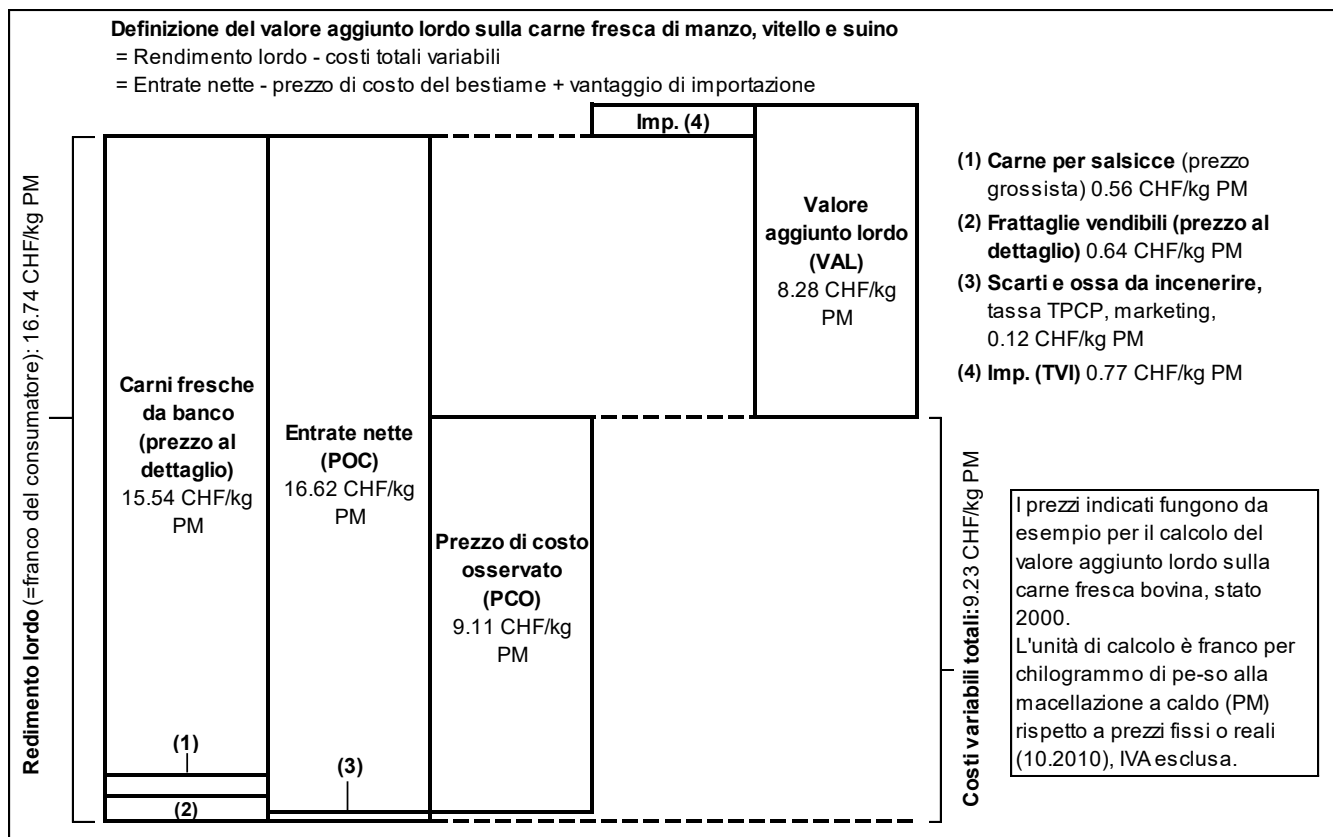 Definizione del valore aggiunto lordo sulla carne fresca di manzo, vitello e suino
= Rendimento lordo - costi totali variabili
= Entrate nette - prezzo di costo del bestiame + vantaggio di importazione
Redimento lordo (=franco del consumatore): 16.74 CHF/kg PM
Carni fresche
da banco
(prezzo al
dettaglio)
15.54 CHF/kg
PM
(1)
(2)
Entrate nette
(POC)
16.62 CHF/kg
PM
(3)
Prezzo di costo
osservato
(PCO)
9.11 CHF/kg
PM
Imp. (4)
Valore
aggiunto lordo
(VAL)
8.28 CHF/kg
PM
Costi variabili totali:9.23 CHF/kg PM
(1) Carne per salsicce (prezzo
grossista) 0.56 CHF/kg PM
(2) Frattaglie vendibili (prezzo al
dettaglio) 0.64 CHF/kg PM
(3) Scarti e ossa da incenerire,
tassa TPCP, marketing,
0.12 CHF/kg PM
(4) Imp. (TVI) 0.77 CHF/kg PM
I prezzi indicati fungono da
esempio per il calcolo del
valore aggiunto lordo sulla
carne fresca bovina, stato
2000.
L'unità di calcolo è franco per
chilogrammo di pe-so alla
macellazione a caldo (PM)
rispetto a prezzi fissi o reali
(10.2010), IVA esclusa.